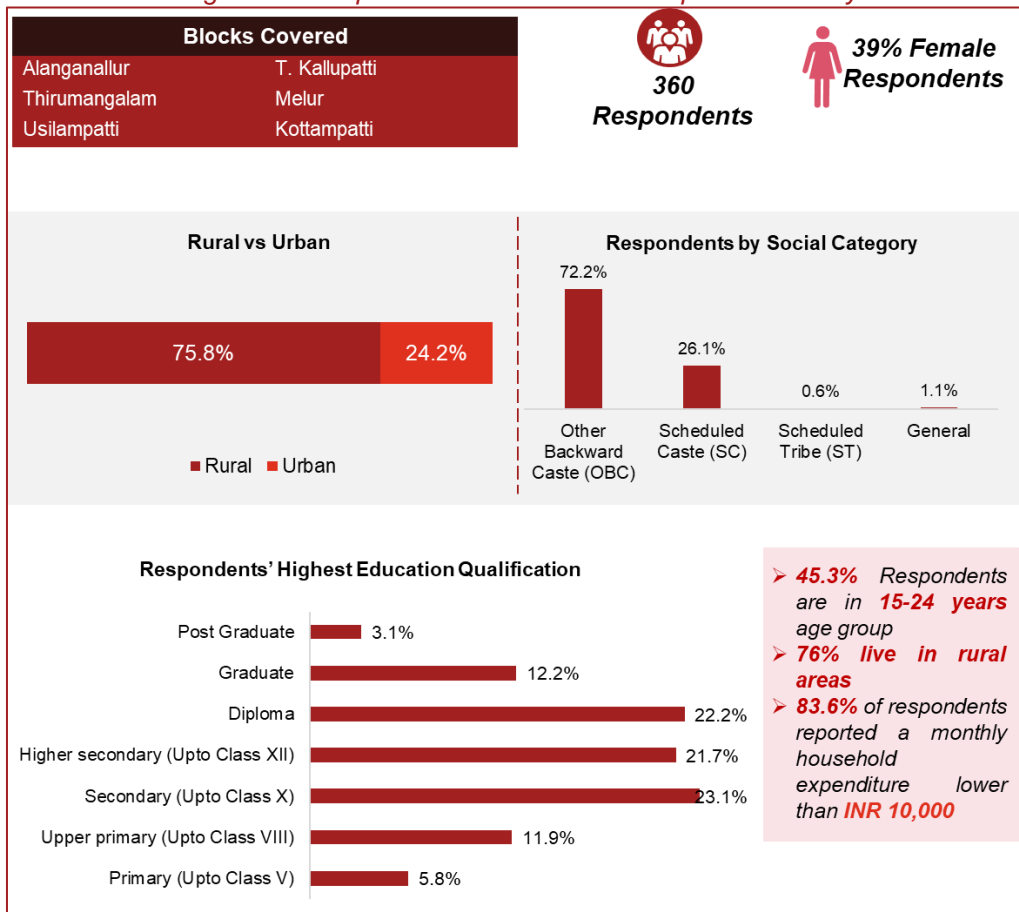 Blocks Covered
Alanganallur T. Kallupatti
Thirumangalam Melur
Usilampatti Kottampatti
360
Respondents
39% Female
Respondents
Rural vs Urban
75.8% 24.2%
Rural Urban
Respondents by Social Category
72.2%
26.1%
0.6%
1.1%
Other
Backward
Caste (OBC)
Scheduled
Caste (SC)
Scheduled
Tribe (ST)
General
Respondents' Highest Education Qualification
Post Graduate 3.1%
Graduate 12.2%
Diploma 22.2%
Higher secondary (Upto Class XII) 21.7%
Secondary (Upto Class X) 23.1%
Upper primary (Upto Class VIII) 11.9%
Primary (Upto Class V) 5.8%
➢ 45.3% Respondents
are in 15-24 years
age group
➢ 76% live in rural
areas
➢ 83.6% of respondents
reported a monthly
household
expenditure lower
than INR 10,000